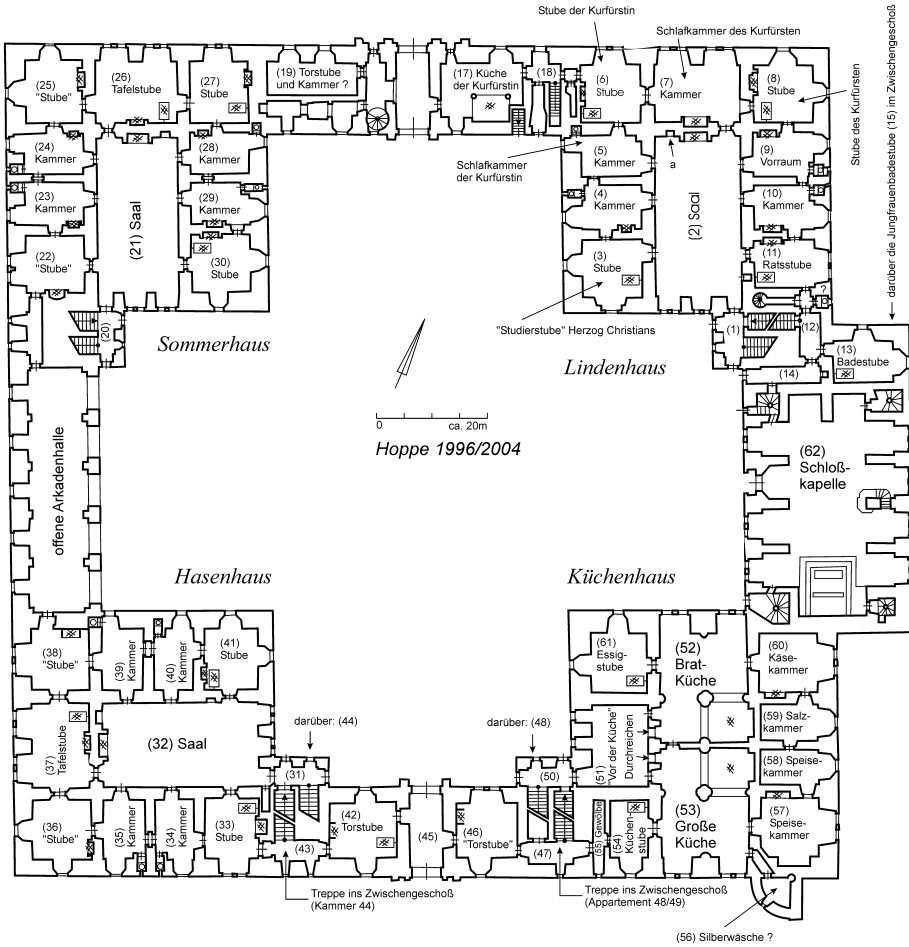 Stube der Kurfürstin
Schlafkammer des Kurfürsten
Stube des Kurfürsten
darüber die Jungfrauenbadestube (15) im Zwischengeschoß
(25)
"Stube"
(26)
Tafelstube
(27)
Stube
(19) Torstube
und Kammer ?
(17) Küche
der Kurfürstin
(18)
(6)
Stube
(7)
Kammer
(8)
Stube
(24)
Kammer
(28)
Kammer
Schlafkammer
der Kurfürstin
(5)
Kammer
a
(9)
Vorraum
(23)
Kammer
(21) Saal
(29)
Kammer
(4)
Kammer
(2) Saal
(10)
Kammer
(22)
"Stube"
(30)
Stube
(3)
Stube
(11)
Ratsstube
?
"Studierstube" Herzog Christians
(20)
Sommerhaus
Lindenhaus
(1)
(12)
(13)
Badestube
(14)
0
ca. 20m
Hoppe 1996/2004
offene Arkadenhalle
(62)
Schloß-
kapelle
Hasenhaus
Küchenhaus
(38)
"Stube"
(39)
Kammer
(40)
Kammer
(41)
Stube
(61)
Essig-
stube
(52)
Brat-
Küche
(60)
Käse-
kammer
(37)
Tafelstube
(32) Saal
darüber: (44)
darüber: (48)
(51)
"Vor der Küche"
Durchreichen
(59) Salz-
kammer
(58) Speise-
kammer
(31)
(50)
(36)
"Stube"
(35)
Kammer
(34)
Kammer
(33)
Stube
(43)
(42)
Torstube
(45)
(46)
"Torstube"
(47)
(55) Gewölbe
(54)
Küchen-
stube
(53)
Große
Küche
(57)
Speise-
kammer
Treppe ins Zwischengeschoß
(Kammer 44)
Treppe ins Zwischengeschoß
(Appartement 48/49)
(56) Silberwäsche ?